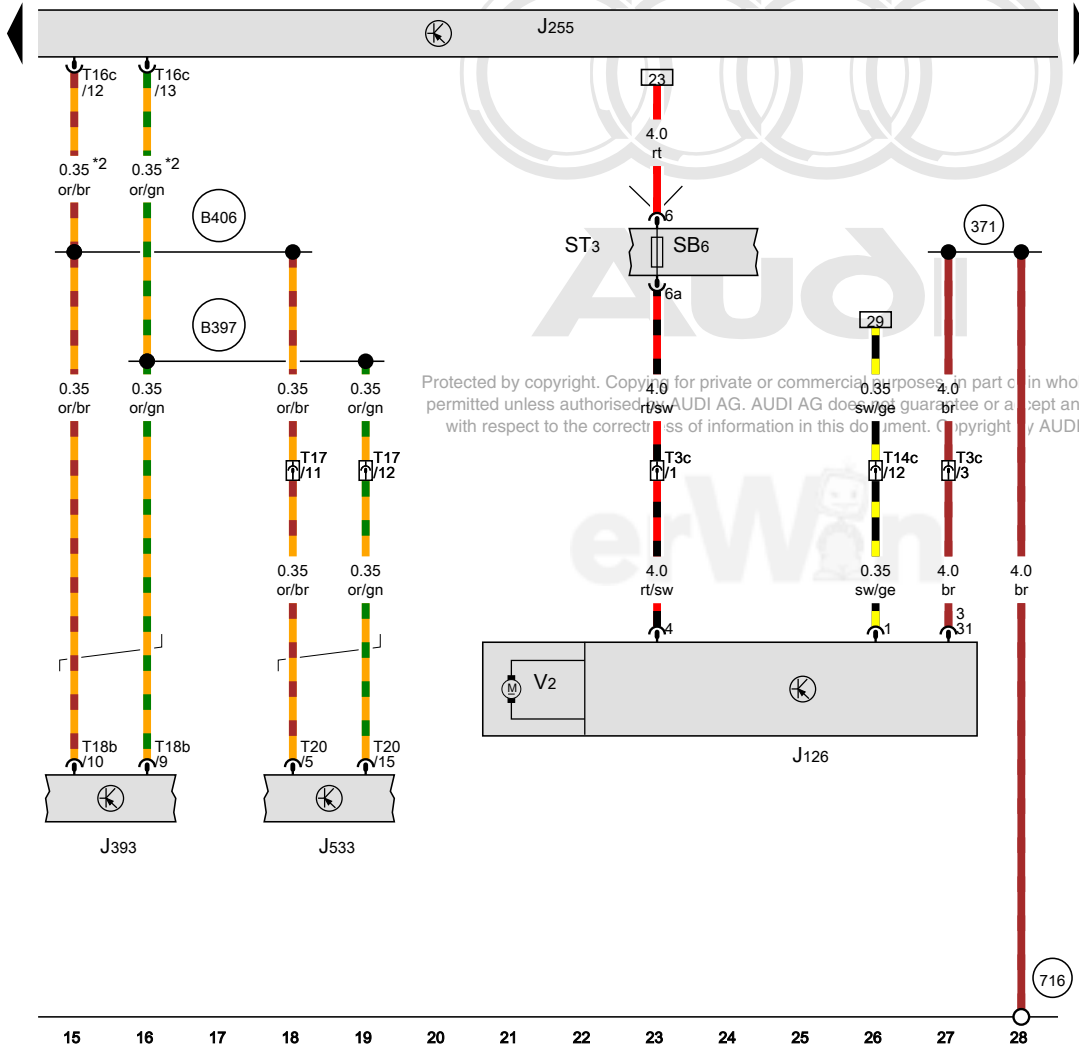 J255
T16c
/12
T16c
/13
23
4.0
rt
0.35 *2
or/br
0.35 *2
or/gn
B406
6
371
ST3
SB6
6a
B397
29
Audi
0.35
or/br
0.35
or/gn
0.35
or/br
0.35
or/gn
4.0
rt/sw
0.35
sw/ge
4.0
br
Protected by copyright. Copying for private or commercial purposes, in part or in whol
permitted unless authorised by AUDI AG. AUDI AG does not guarantee or accept an
with respect to the correctness of information in this document. Copyright by AUDI
T17
/11
T17
/12
T3c
/1
T14c
/12
T3c
/3
erWin
0.35
or/br
0.35
or/gn
4.0
rt/sw
0.35
sw/ge
4.0
br
4.0
br
4
1
3
31
V2
M
J126
T18b
/10
T18b
/9
T20
/5
T20
/15
J393
J533
716
15 16 17 18 19 20 21 22 23 24 25 26 27 28